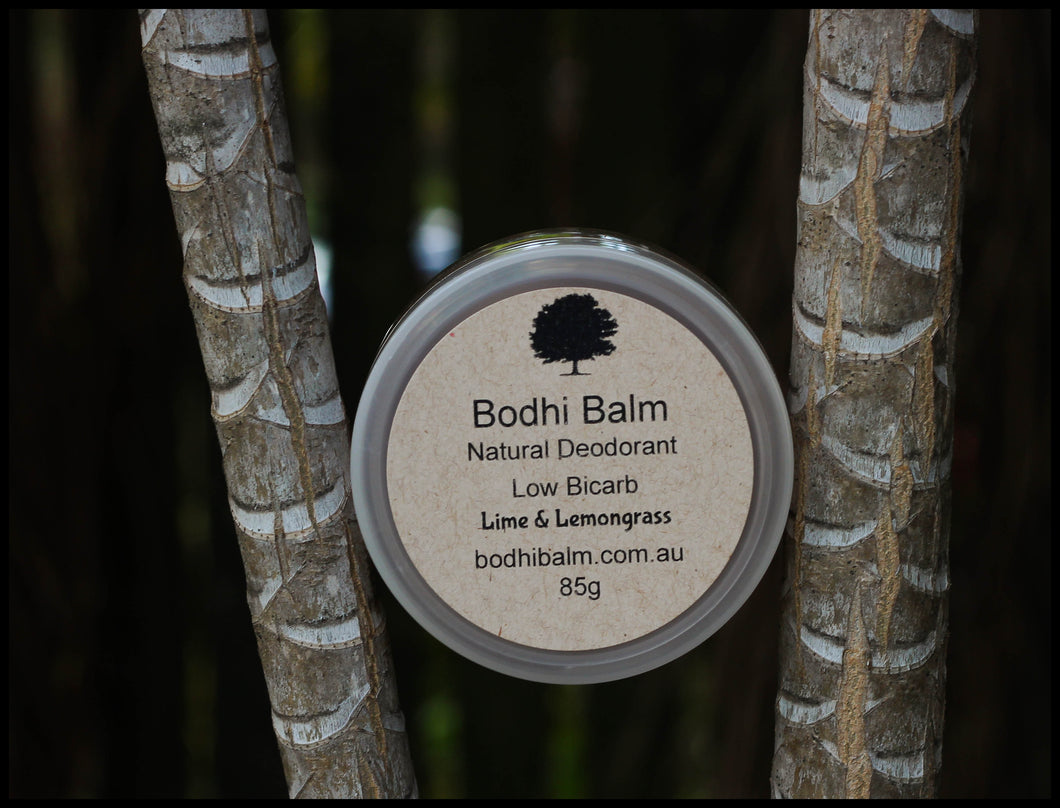 Bodhi Balm
Natural Deodorant
Low Bicarb
Lime & Lemongrass
bodhibalm.com.au
85g